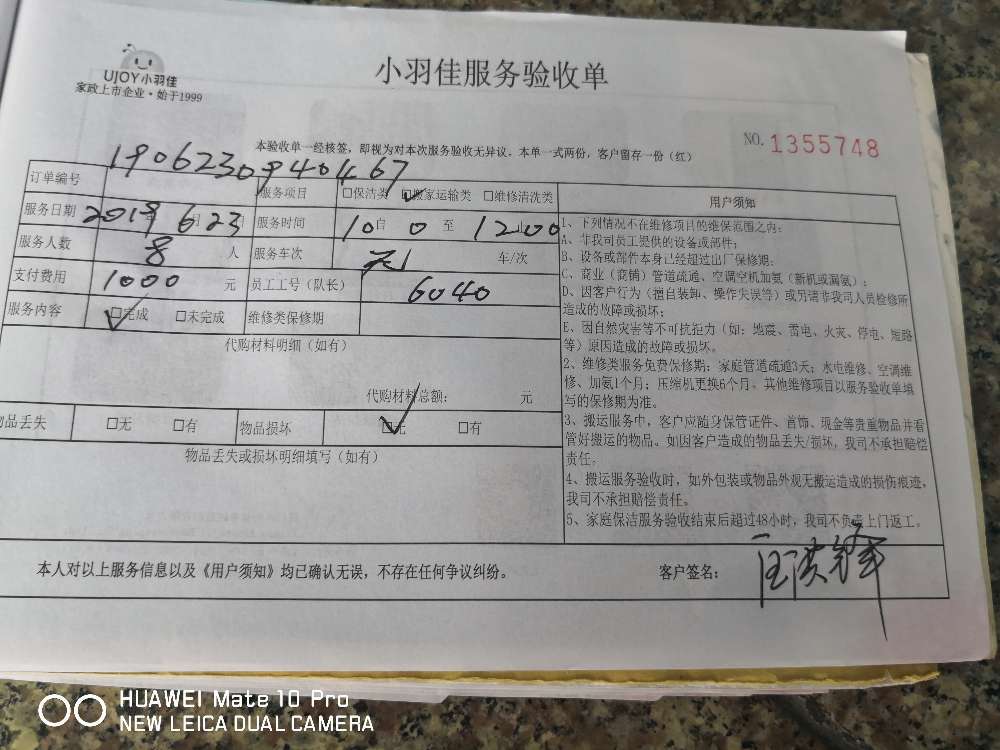 UJOY小羽佳
家政上市企业·始于1999
小羽佳服务验收单
本验收单一经核签，即视为对本次服务验收无异议。本单一式两份，客户留存一份（红）
NO. 1355748
订单编号 1906230940467 服务项目 □保洁类 □搬家运输类 □维修清洗类
服务日期 2019 6月23日 服务时间 10 0 至 12 00
服务人数 8 人 服务车次 车/次
支付费用 1000 元 员工工号（队长） 6040
服务内容 □完成 □未完成 维修类保修期
代购材料明细（如有）
代购材料总额： 元
物品丢失 □无 □有 物品损坏 □无 □有
物品丢失或损坏明细填写（如有）
用户须知
1、下列情况不在维修项目的维保范围之内：
A、非我司员工提供的设备或部件；
B、设备或部件本身已经超过出厂保修期；
C、商业（商铺）管道疏通、空调空机加氨（新机或漏氨）；
D、因客户行为（擅自装卸、操作失误等）或另请非我司人员检修所
造成的故障或损坏；
E、因自然灾害等不可抗拒力（如：地震、雷电、火灾、停电、短路
等）原因造成的故障或损坏。
2、维修类服务免费保修期：家庭管道疏通3天；水电维修、空调维
修、加氨1个月；压缩机更换6个月。其他维修项目以服务验收单填
写的保修期为准。
3、搬运服务中，客户应随身保管证件、首饰、现金等贵重物品并看
管好搬运的物品。如因客户造成的物品丢失/损坏，我司不承担赔偿
责任。
4、搬运服务验收时，如外包装或物品外观无搬运造成的损伤痕迹，
我司不承担赔偿责任。
5、家庭保洁服务验收结束后超过48小时，我司不负责上门返工。
本人对以上服务信息以及《用户须知》均已确认无误，不存在任何争议纠纷。
客户签名：
HUAWEI Mate 10 Pro
NEW LEICA DUAL CAMERA